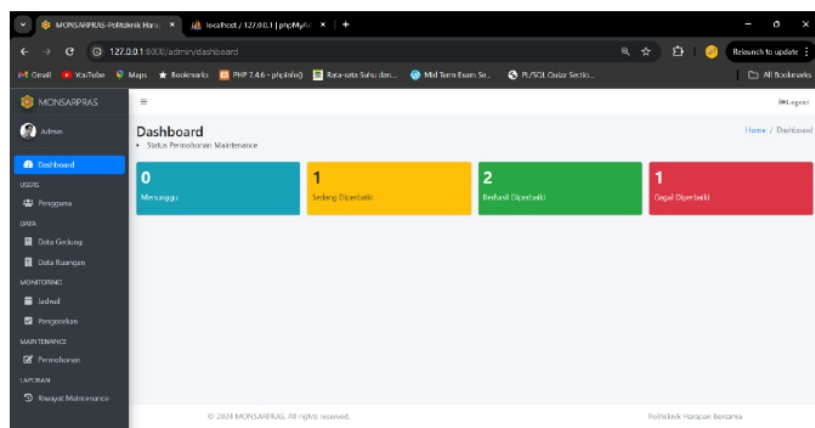 MONSARPRAS-Politeknik Hara
localhost / 127.0.0.1 | phpMyAd
127.0.0.1:8000/admin/dashboard
Relaunch to update
Gmail
YouTube
Maps
Bookmarks
PHP 7.4.6 - phpinfo()
Rata-rata Suhu dan...
Mid Term Exam Se...
PL/SQL Quiar Sectio...
All Bookmarks
MONSARPRAS
Logout
Admin
Dashboard
Home / Dashboard
• Status Permohonan Maintenance
Dashboard
0
Menunggu
1
Sedang Diperbaiki
2
Berhasil Diperbaiki
1
Gagal Diperbaiki
USERS
Pengguna
DATA
Data Gedung
Data Ruangan
MONITORING
Jadwal
Pengecekan
MAINTENANCE
Permohonan
LAPORAN
Riwayat Maintenance
© 2024 MONSARPRAS. All rights reserved.
Politeknik Harapan Bersama